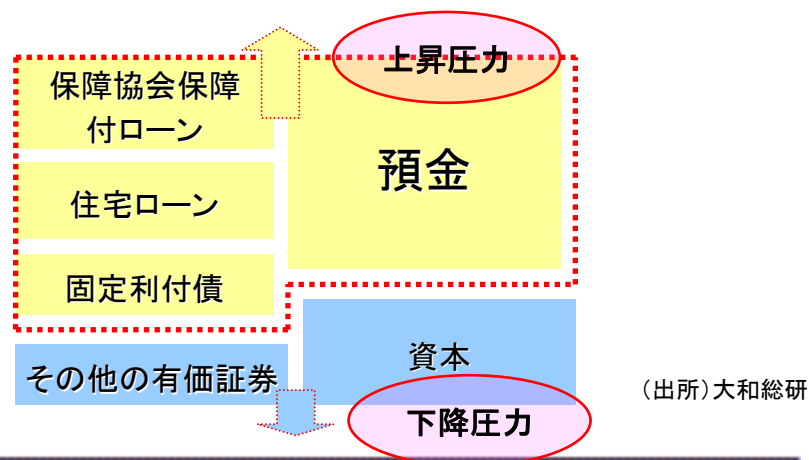 上昇圧力
保障協会保障
付ローン
預金
住宅ローン
固定利付債
資本
その他の有価証券
(出所)大和総研
下降圧力